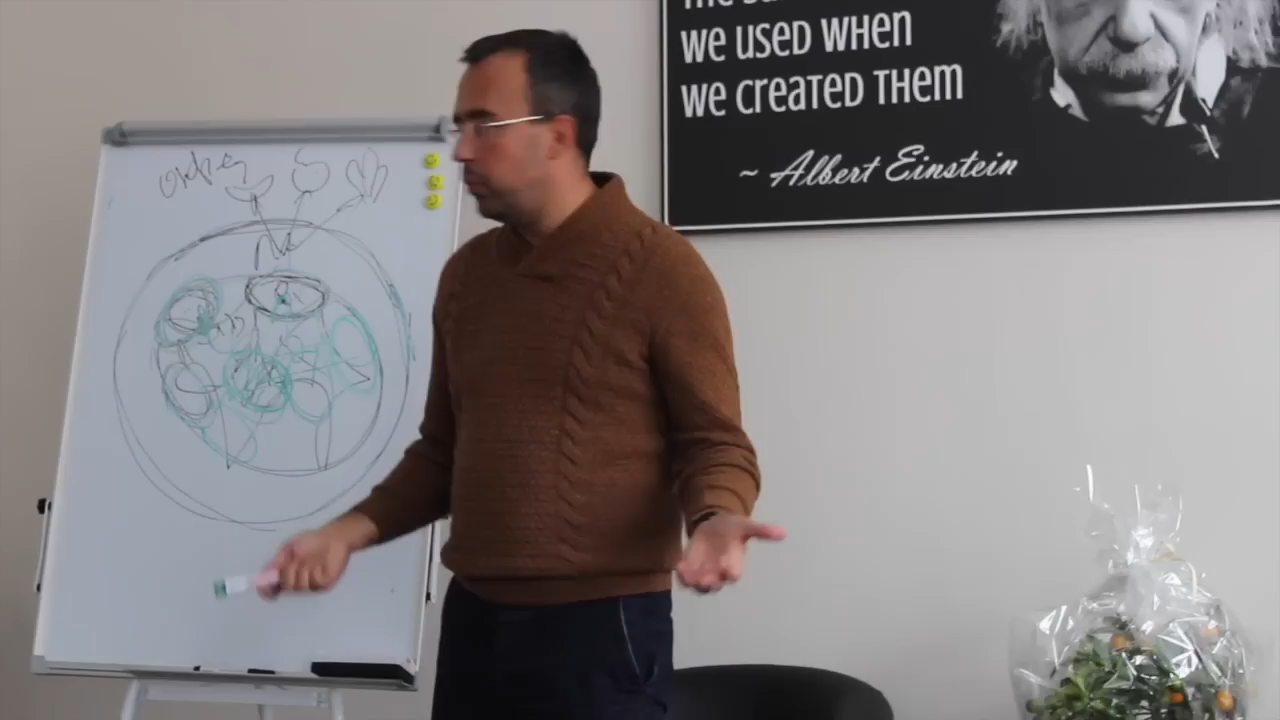 we used when
we created them
~ Albert Einstein